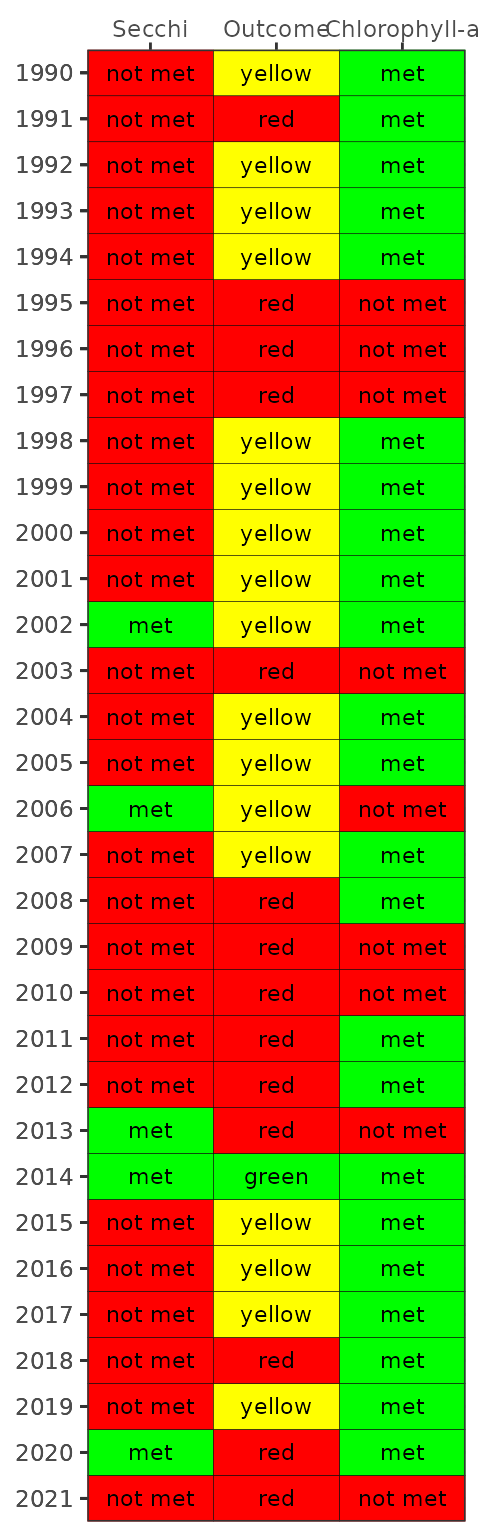 Secchi Outcome Chlorophyll-a
1990 not met yellow met
1991 not met red met
1992 not met yellow met
1993 not met yellow met
1994 not met yellow met
1995 not met red not met
1996 not met red not met
1997 not met red not met
1998 not met yellow met
1999 not met yellow met
2000 not met yellow met
2001 not met yellow met
2002 met yellow met
2003 not met red not met
2004 not met yellow met
2005 not met yellow met
2006 met yellow not met
2007 not met yellow met
2008 not met red met
2009 not met red not met
2010 not met red not met
2011 not met red met
2012 not met red met
2013 met red not met
2014 met green met
2015 not met yellow met
2016 not met yellow met
2017 not met yellow met
2018 not met red met
2019 not met yellow met
2020 met red met
2021 not met red not met